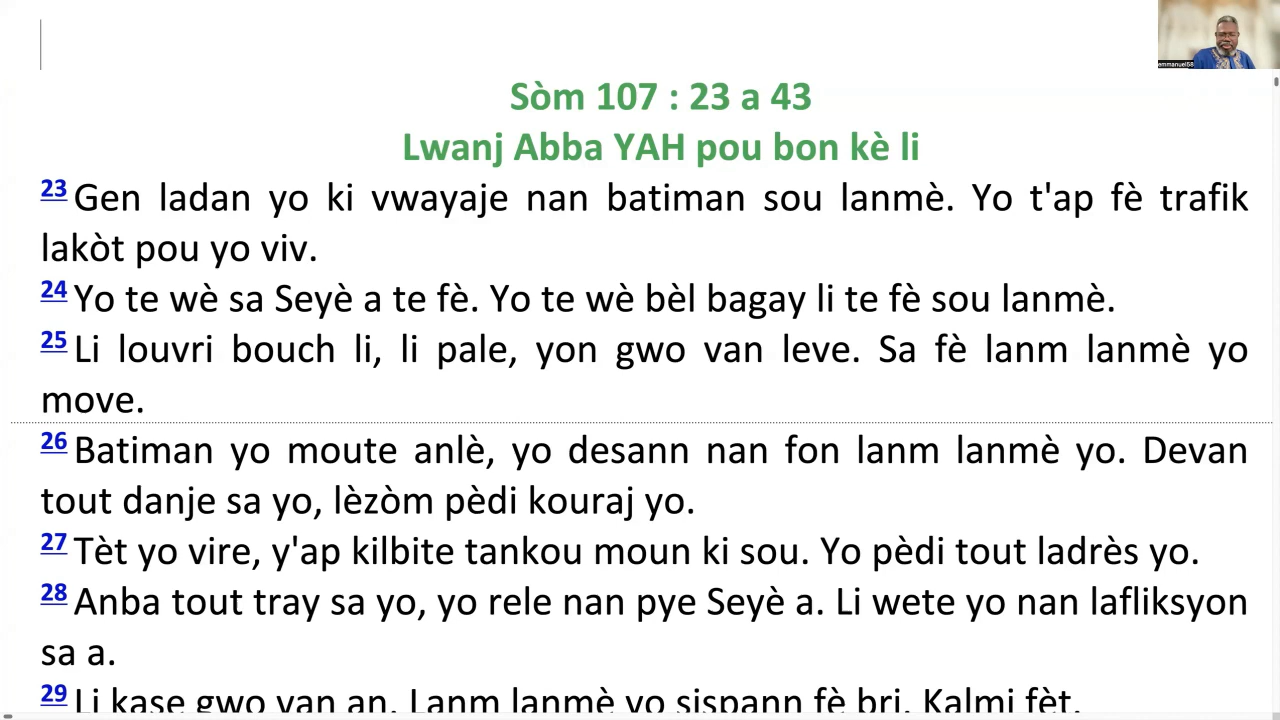 emmanuel58
Sòm 107 : 23 a 43
Lwanj Abba YAH pou bon kè li
23 Gen ladan yo ki vwayaje nan batiman sou lanmè. Yo t'ap fè trafik
lakòt pou yo viv.
24 Yo te wè sa Seyè a te fè. Yo te wè bèl bagay li te fè sou lanmè.
25 Li louvri bouch li, li pale, yon gwo van leve. Sa fè lanm lanmè yo
move.
26 Batiman yo moute anlè, yo desann nan fon lanm lanmè yo. Devan
tout danje sa yo, lèzòm pèdi kouraj yo.
27 Tèt yo vire, y'ap kilbite tankou moun ki sou. Yo pèdi tout ladrès yo.
28 Anba tout tray sa yo, yo rele nan pye Seyè a. Li wete yo nan lafliksyon
sa a.
29 Li kase gwo van an. Lanm lanmè yo sispann fè bri. Kalmi fèt.